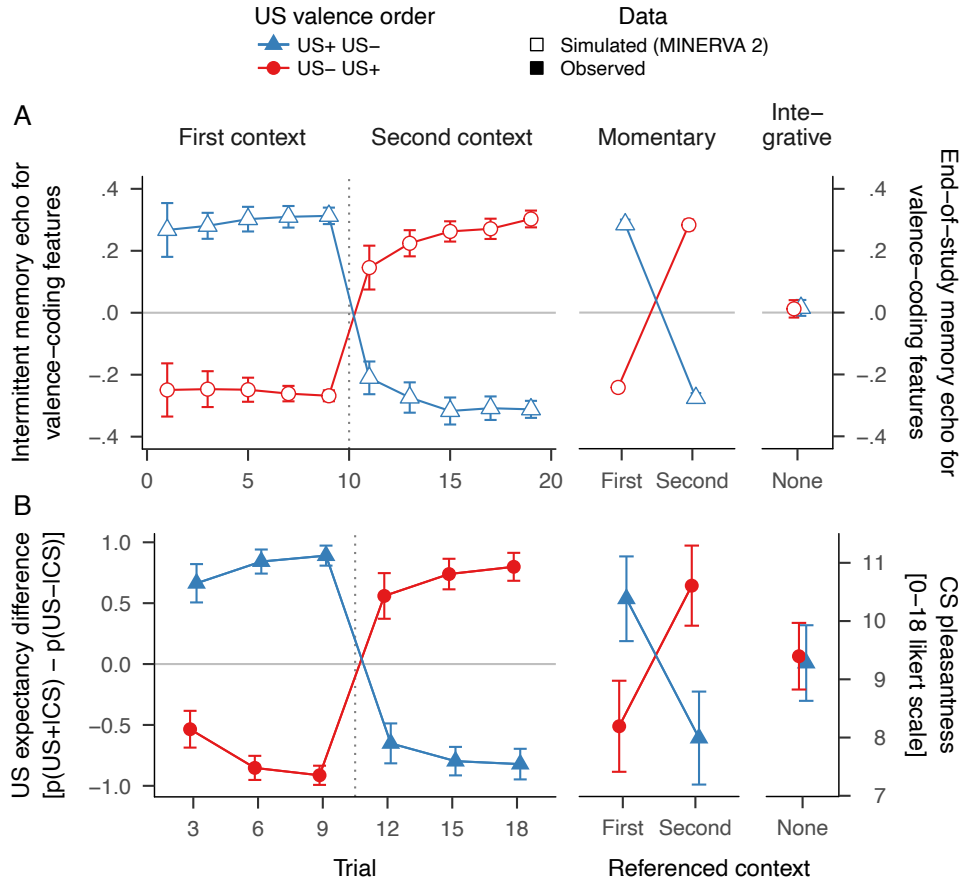 US valence order
US+ US−
US− US+
Data
Simulated (MINERVA 2)
Observed
A
First context
Second context
Momentary
Inte−
grative
Intermittent memory echo for
valence−coding features
.4
.2
.0
−.2
−.4
0
5
10
15
20
First
Second
None
.4
.2
.0
−.2
−.4
End−of−study memory echo for
valence−coding features
B
US expectancy difference
[p(US+ICS) − p(US−ICS)]
1.0
0.5
0.0
−0.5
−1.0
3
6
9
12
15
18
First
Second
None
11
10
9
8
7
CS pleasantness
[0−18 likert scale]
Trial
Referenced context